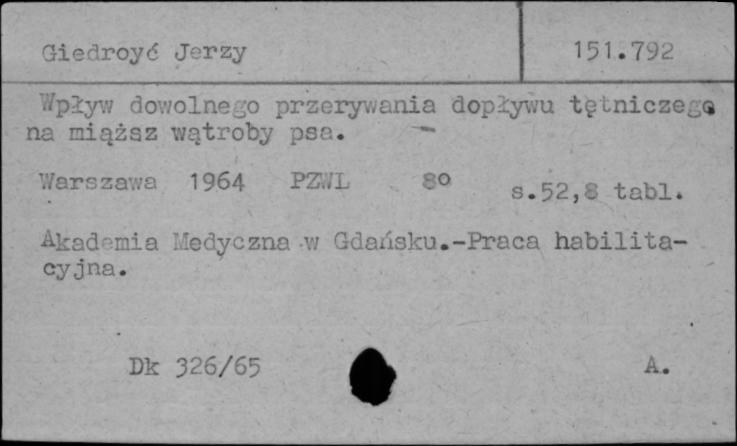 Giedroyć Jerzy 151.792
Wpływ dowolnego przerywania dopływu tętniczego
na miąższ wątroby psa.
Warszawa 1964 PZWL 8o s.52,8 tabl.
Akademia Medyczna w Gdańsku.-Praca habilita-
cyjna.
Dk 326/65 A.